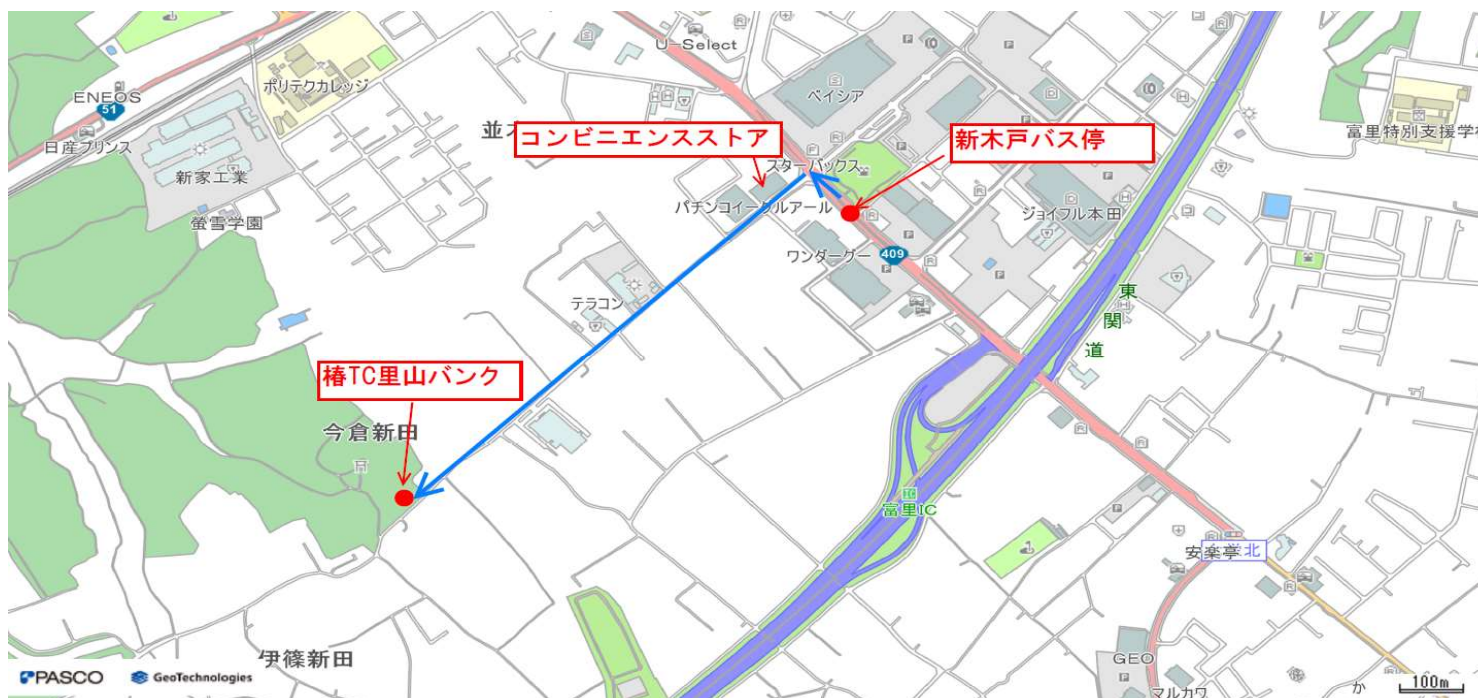 U-Select
ポリテクカレッジ
ENEOS
51
ベイシア
日産プリンス
コンビニエンスストア
新木戸バス停
富里特別支援学校
新家工業
スターバックス
パチンコイーグルアール
ジョイフル本田
螢雪学園
ワンダーグー
409
テラコン
東
関
道
椿TC里山バンク
今倉新田
富里IC
安楽亭
北
伊篠新田
GEO
PASCO
GeoTechnologies
か
100m
マルカワ